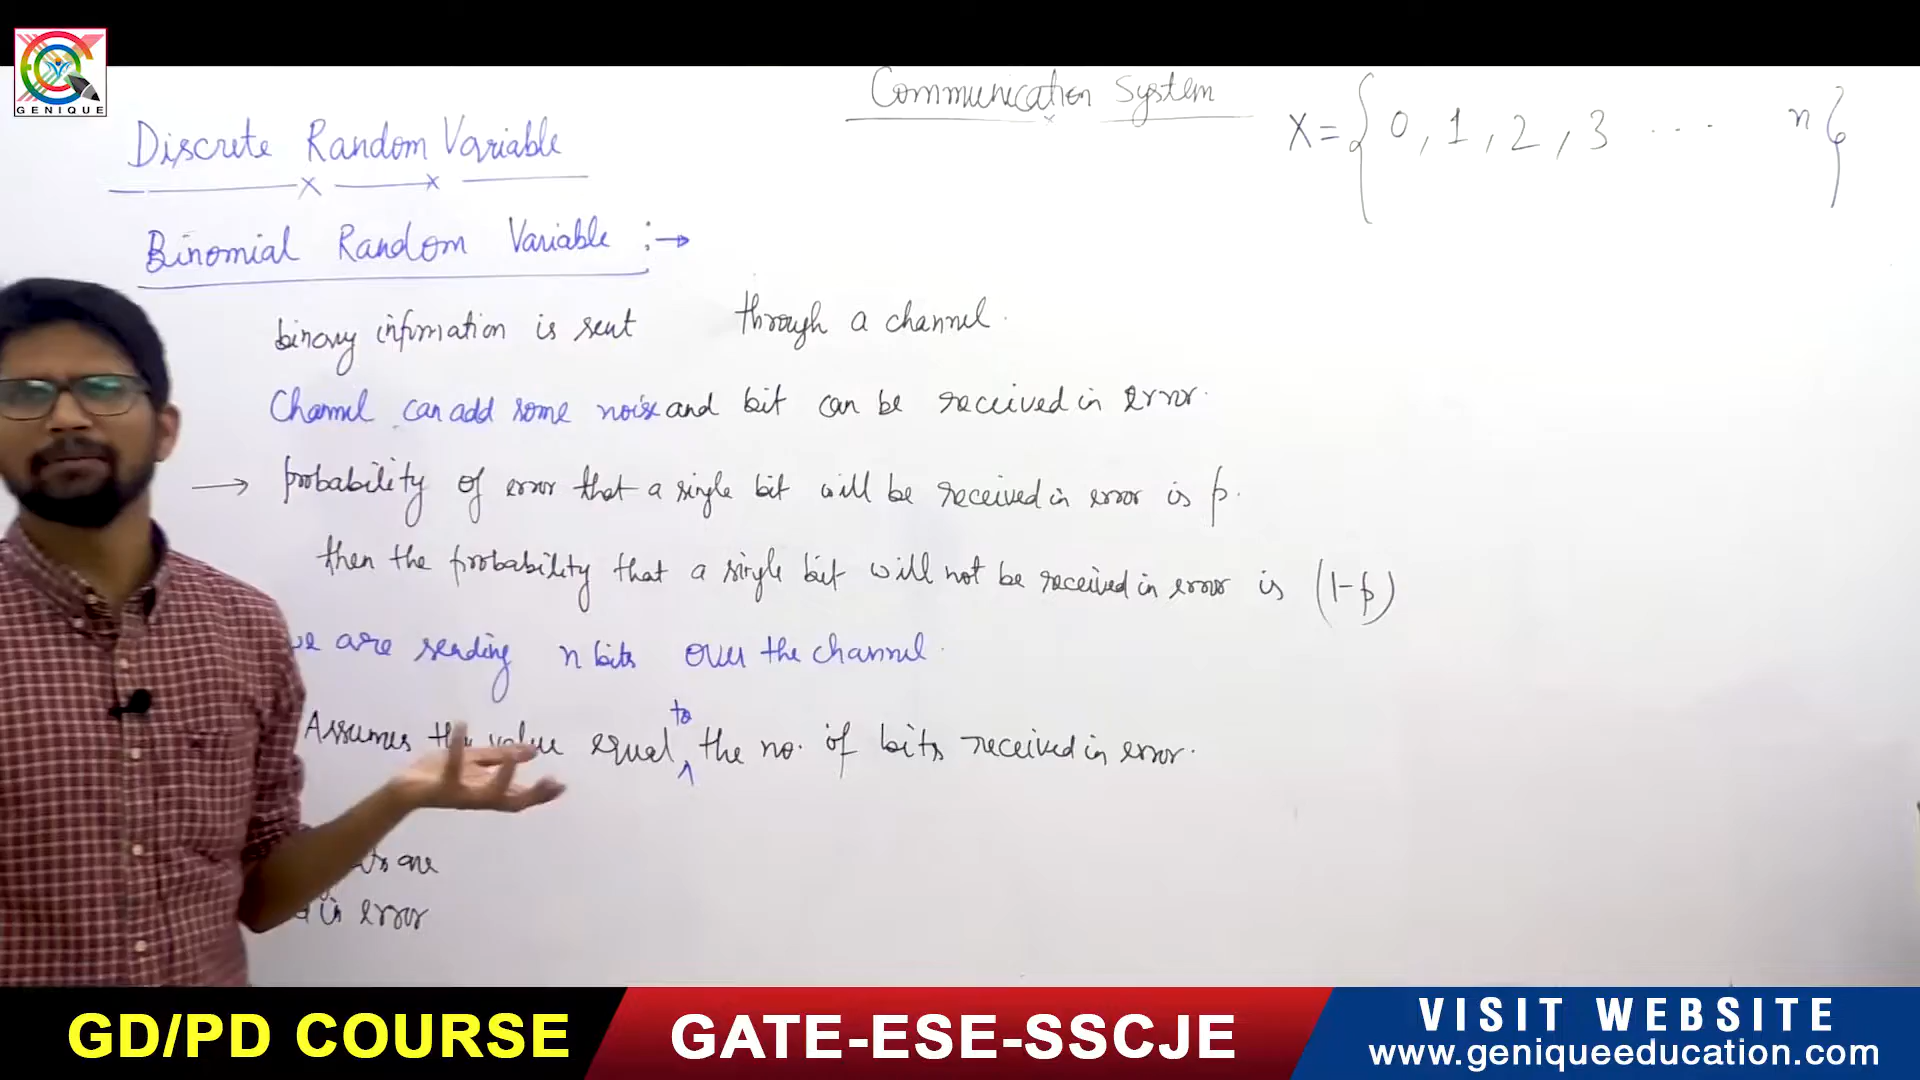 GENIQUE
Communication System
X = { 0, 1, 2, 3 ... n }
Discrete Random Variable
Binomial Random Variable :→
binary information is sent through a channel.
Channel can add some noise and bit can be received in error.
→ probability of error that a single bit will be received in error is p.
then the probability that a single bit will not be received in error is (1-p)
are sending n bits over the channel.
Assumes the value equal to the no. of bits received in error.
are
in error
GD/PD COURSE
GATE-ESE-SSCJE
VISIT WEBSITE
www.geniqueeducation.com